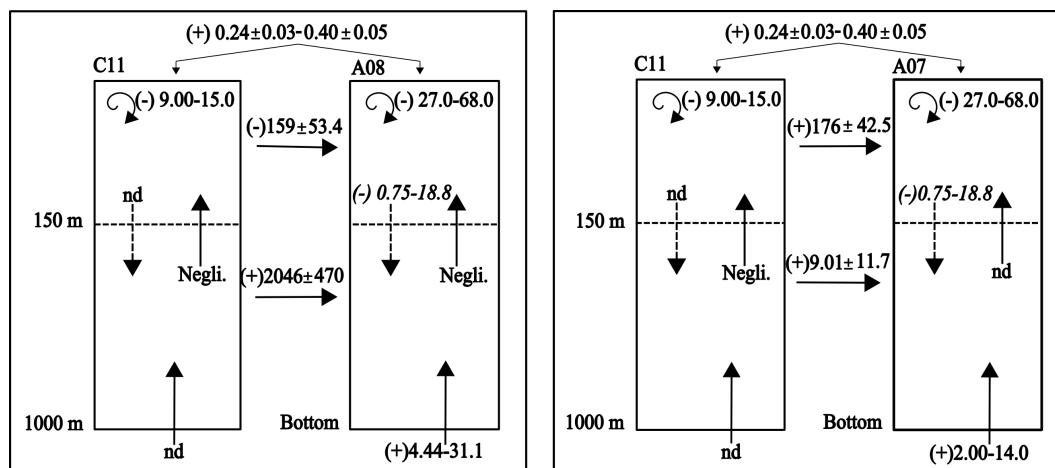 (+) 0.24±0.03-0.40±0.05
C11
A08
(-) 9.00-15.0
(-) 27.0-68.0
(-)159±53.4
nd
(-) 0.75-18.8
150 m
Negli.
Negli.
(+)2046±470
1000 m
Bottom
nd
(+)4.44-31.1
(+) 0.24±0.03-0.40±0.05
C11
A07
(-) 9.00-15.0
(-) 27.0-68.0
(+)176±42.5
nd
(-)0.75-18.8
150 m
Negli.
nd
(+)9.01±11.7
1000 m
Bottom
nd
(+)2.00-14.0